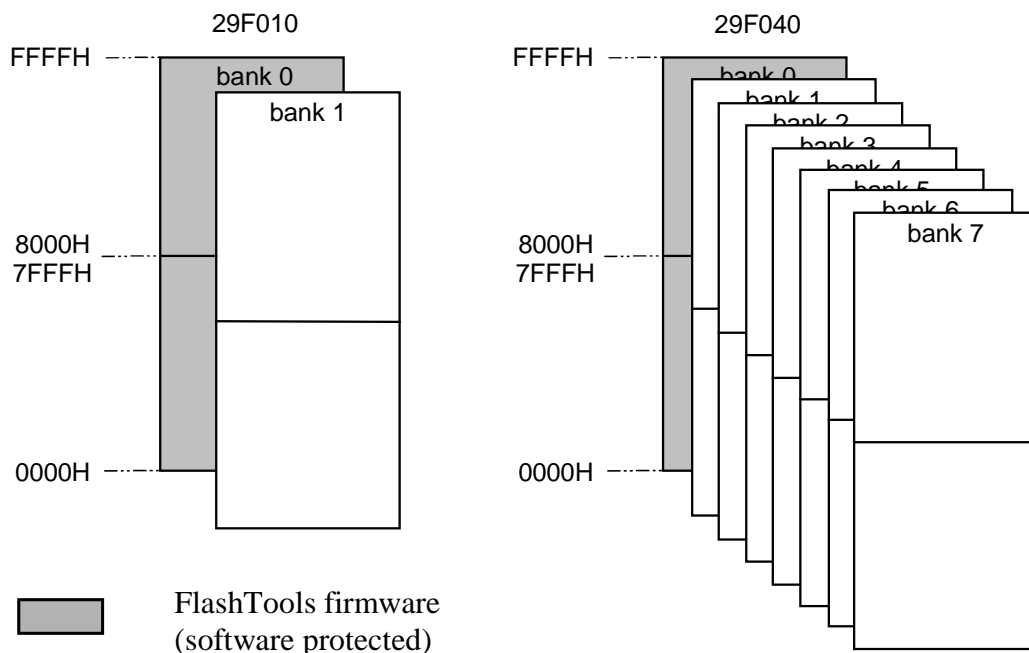 29F010
FFFFH
bank 0
bank 1
8000H
7FFFH
0000H
29F040
FFFFH
bank 0
bank 1
bank 2
bank 3
bank 4
bank 5
bank 6
bank 7
8000H
7FFFH
0000H
FlashTools firmware
(software protected)